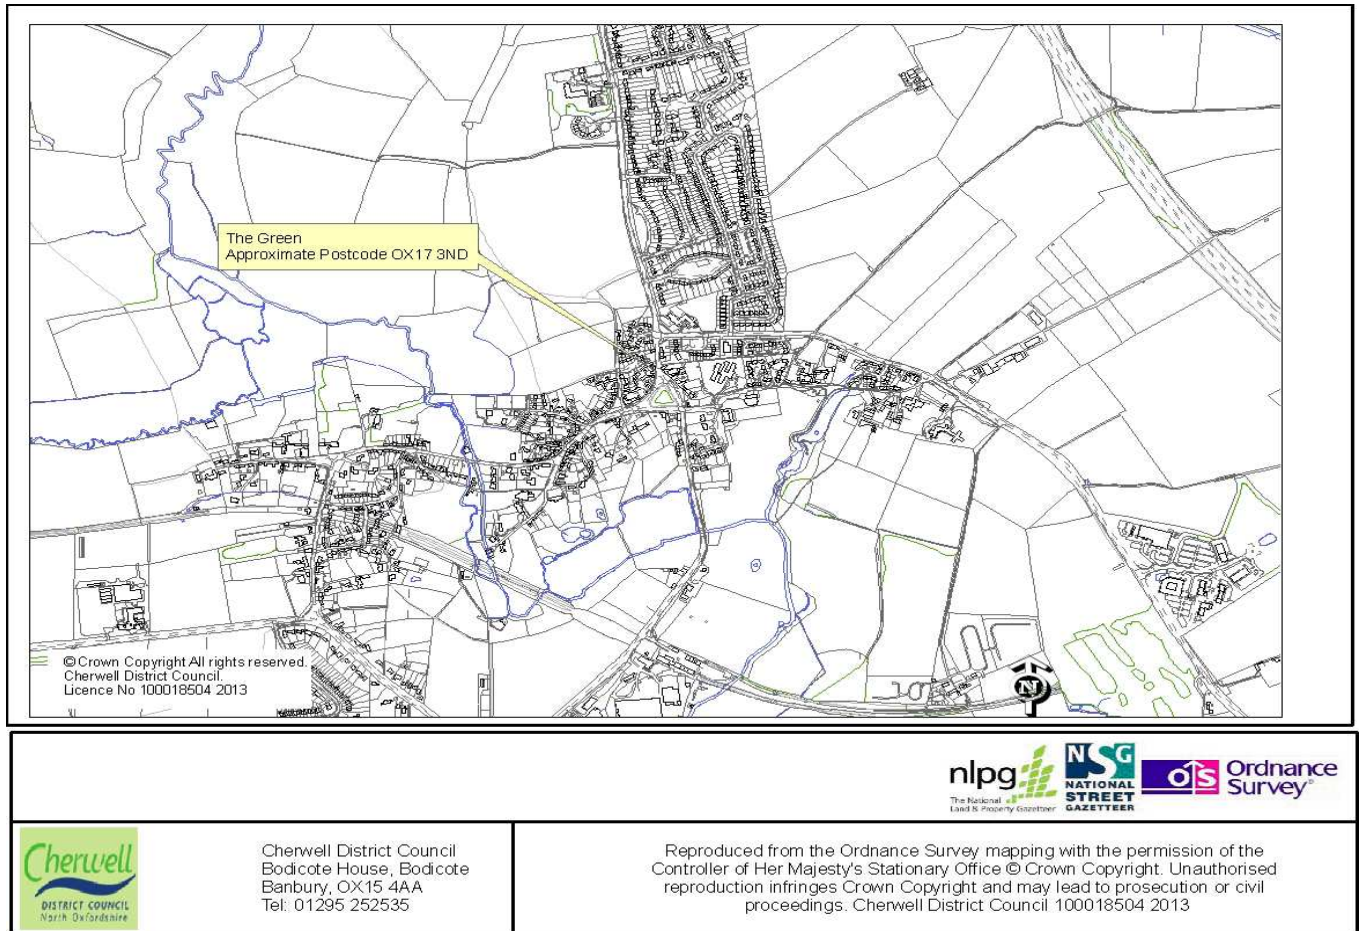 The Green
Approximate Postcode OX17 3ND
© Crown Copyright All rights reserved.
Cherwell District Council.
Licence No 100018504 2013
N
nlpg
The National
Land & Property Gazetteer
NSG
NATIONAL
STREET
GAZETTEER
os
Ordnance
Survey®
Cherwell
DISTRICT COUNCIL
North Oxfordshire
Cherwell District Council
Bodicote House, Bodicote
Banbury, OX15 4AA
Tel: 01295 252535
Reproduced from the Ordnance Survey mapping with the permission of the
Controller of Her Majesty's Stationary Office © Crown Copyright. Unauthorised
reproduction infringes Crown Copyright and may lead to prosecution or civil
proceedings. Cherwell District Council 100018504 2013